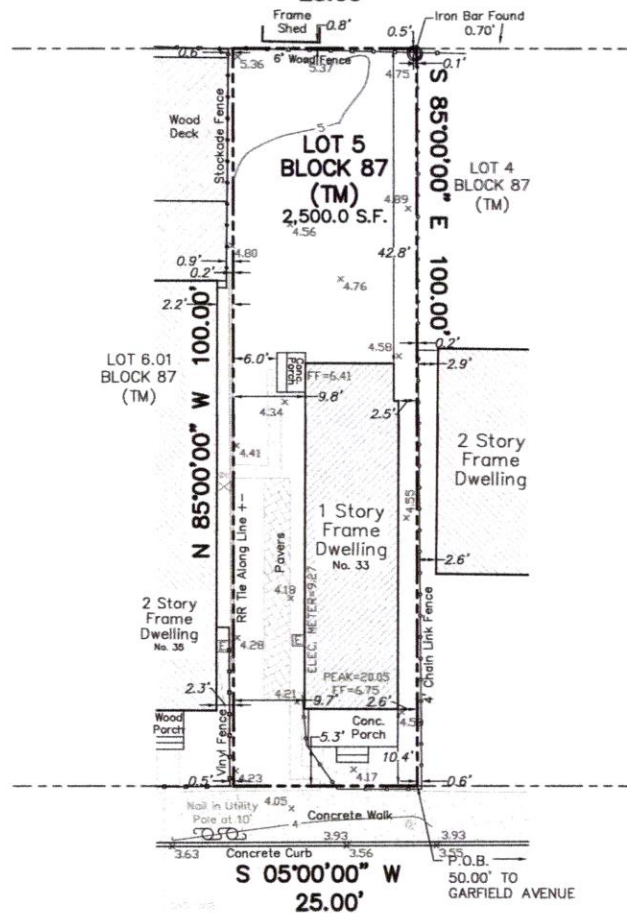 Frame
Shed
0.8'
0.5'
Iron Bar Found
0.70'
0.6'
5.36
6' Wood Fence
5.37
4.75
0.1'
Wood
Deck
Stockade Fence
5
LOT 5
BLOCK 87
(TM)
2,500.0 S.F.
S 85°00'00" E 100.00'
LOT 4
BLOCK 87
(TM)
4.89
4.56
4.80
42.8'
0.9'
0.2'
4.76
2.2'
LOT 6.01
BLOCK 87
(TM)
N 85°00'00" W 100.00'
4.58
0.2'
6.0'
Conc.
Porch
FF=6.41
2.9'
9.8'
4.34
2.5'
4.41
2 Story
Frame
Dwelling
4.55
1 Story
Frame
Dwelling
No. 33
RR Tie Along Line +-
Pavers
4.18
ELEC. METER=9.27
2.6'
2 Story
Frame
Dwelling
No. 35
4.28
4' Chain Link Fence
PEAK=20.05
FF=6.75
2.3'
4.21
9.7'
2.6'
Wood
Porch
Vinyl Fence
Conc.
Porch
5.3'
10.4'
0.5'
4.23
4.17
0.6'
4.05
Nail in Utility
Pole at 10'
4
Concrete Walk
3.93
3.93
3.63
Concrete Curb
3.56
3.55
S 05°00'00" W
25.00'
P.O.B.
50.00' TO
GARFIELD AVENUE